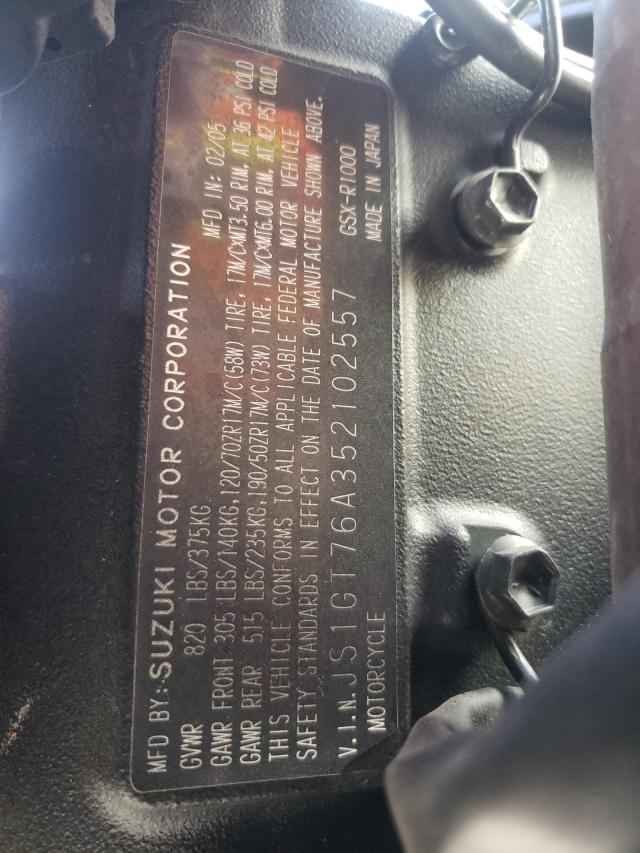 MFD BY: SUZUKI MOTOR CORPORATION
GVWR 820 LBS/375KG MFD IN: 02/05
GAWR FRONT 305 LBS/140KG, 120/70ZR17M/C(58W) TIRE, 17M/CXMT3.50 RIM, AT 36 PSI COLD
GAWR REAR 515 LBS/235KG, 190/50ZR17M/C(73W) TIRE, 17M/CXMT6.00 RIM, AT 42 PSI COLD
THIS VEHICLE CONFORMS TO ALL APPLICABLE FEDERAL MOTOR VEHICLE
SAFETY STANDARDS IN EFFECT ON THE DATE OF MANUFACTURE SHOWN ABOVE.
V.I.N. JS1GT76A352102557 GSX-R1000
MOTORCYCLE MADE IN JAPAN